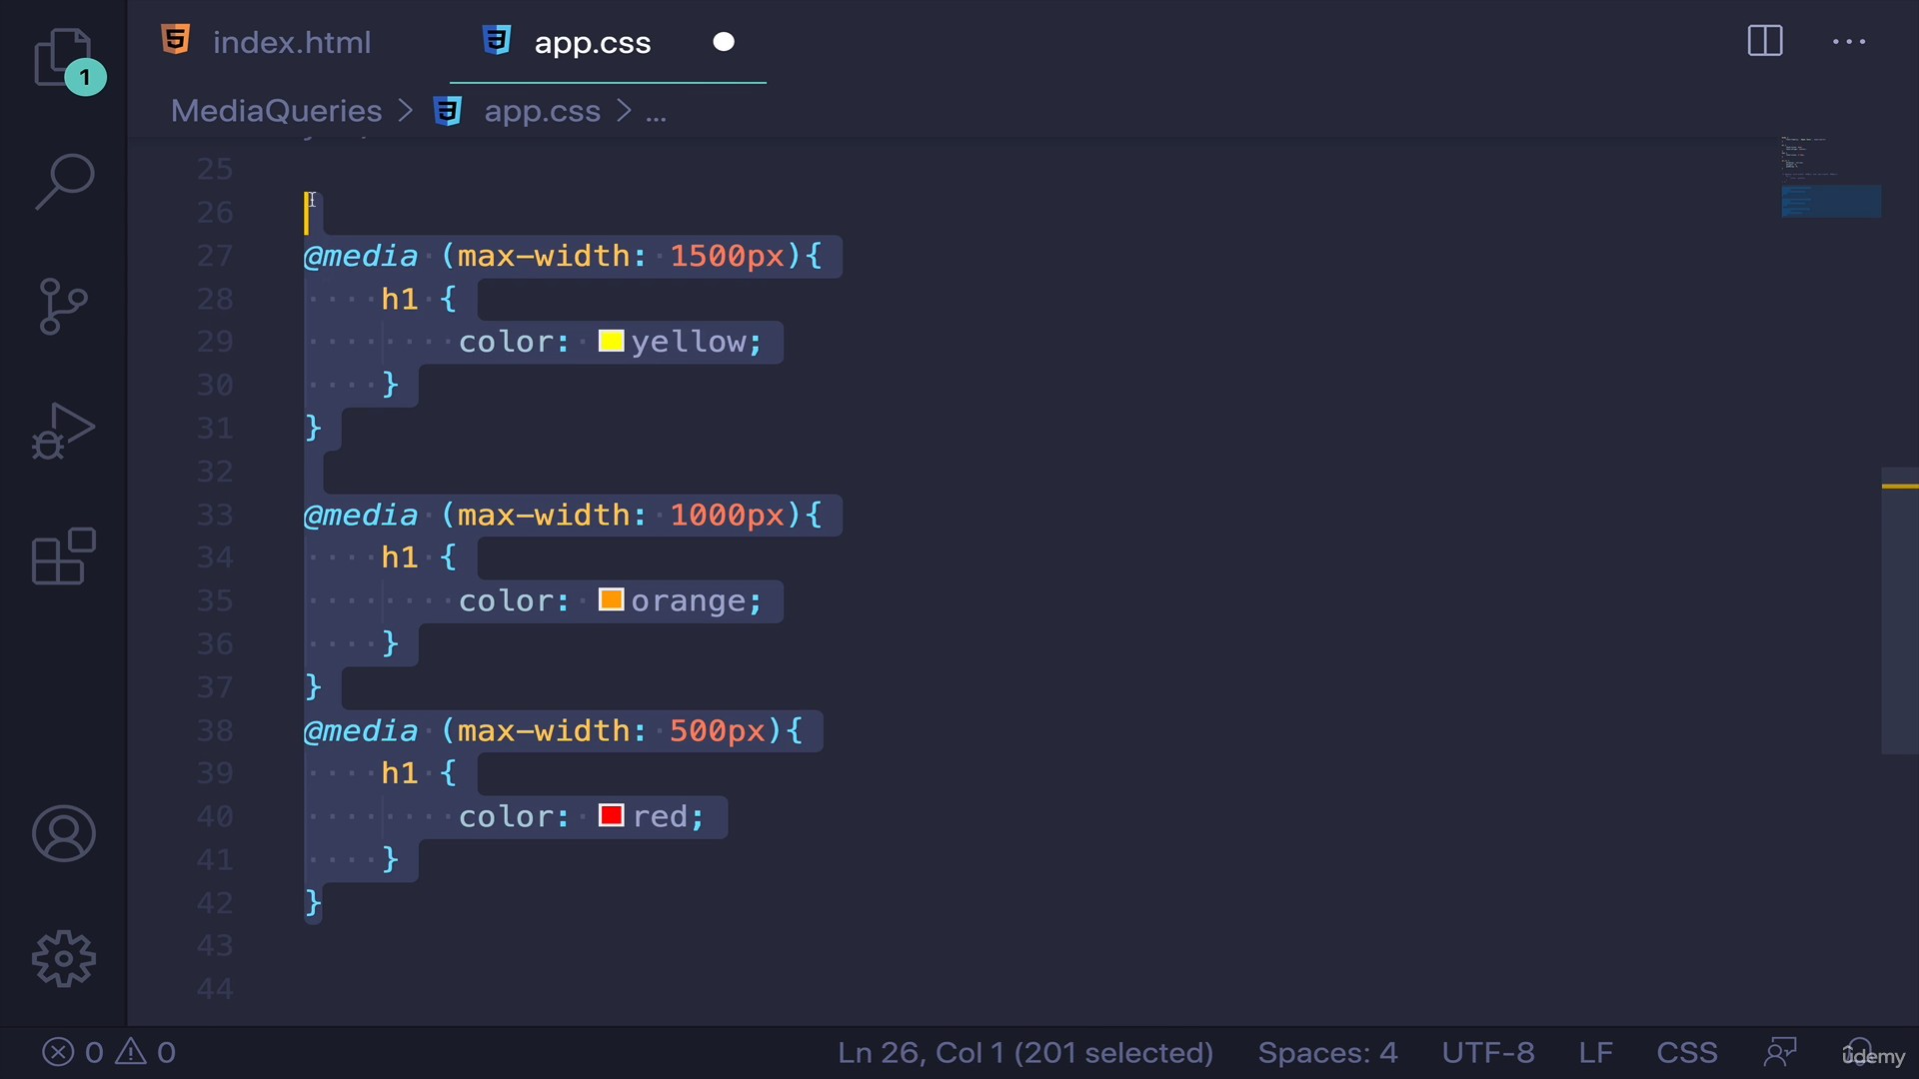 index.html
app.css
1
MediaQueries > app.css > ...
25
26
27 @media (max-width: 1500px){
28 h1 {
29 color: yellow;
30 }
31 }
32
33 @media (max-width: 1000px){
34 h1 {
35 color: orange;
36 }
37 }
38 @media (max-width: 500px){
39 h1 {
40 color: red;
41 }
42 }
43
44
0 0 Ln 26, Col 1 (201 selected) Spaces: 4 UTF-8 LF CSS
ûdemy